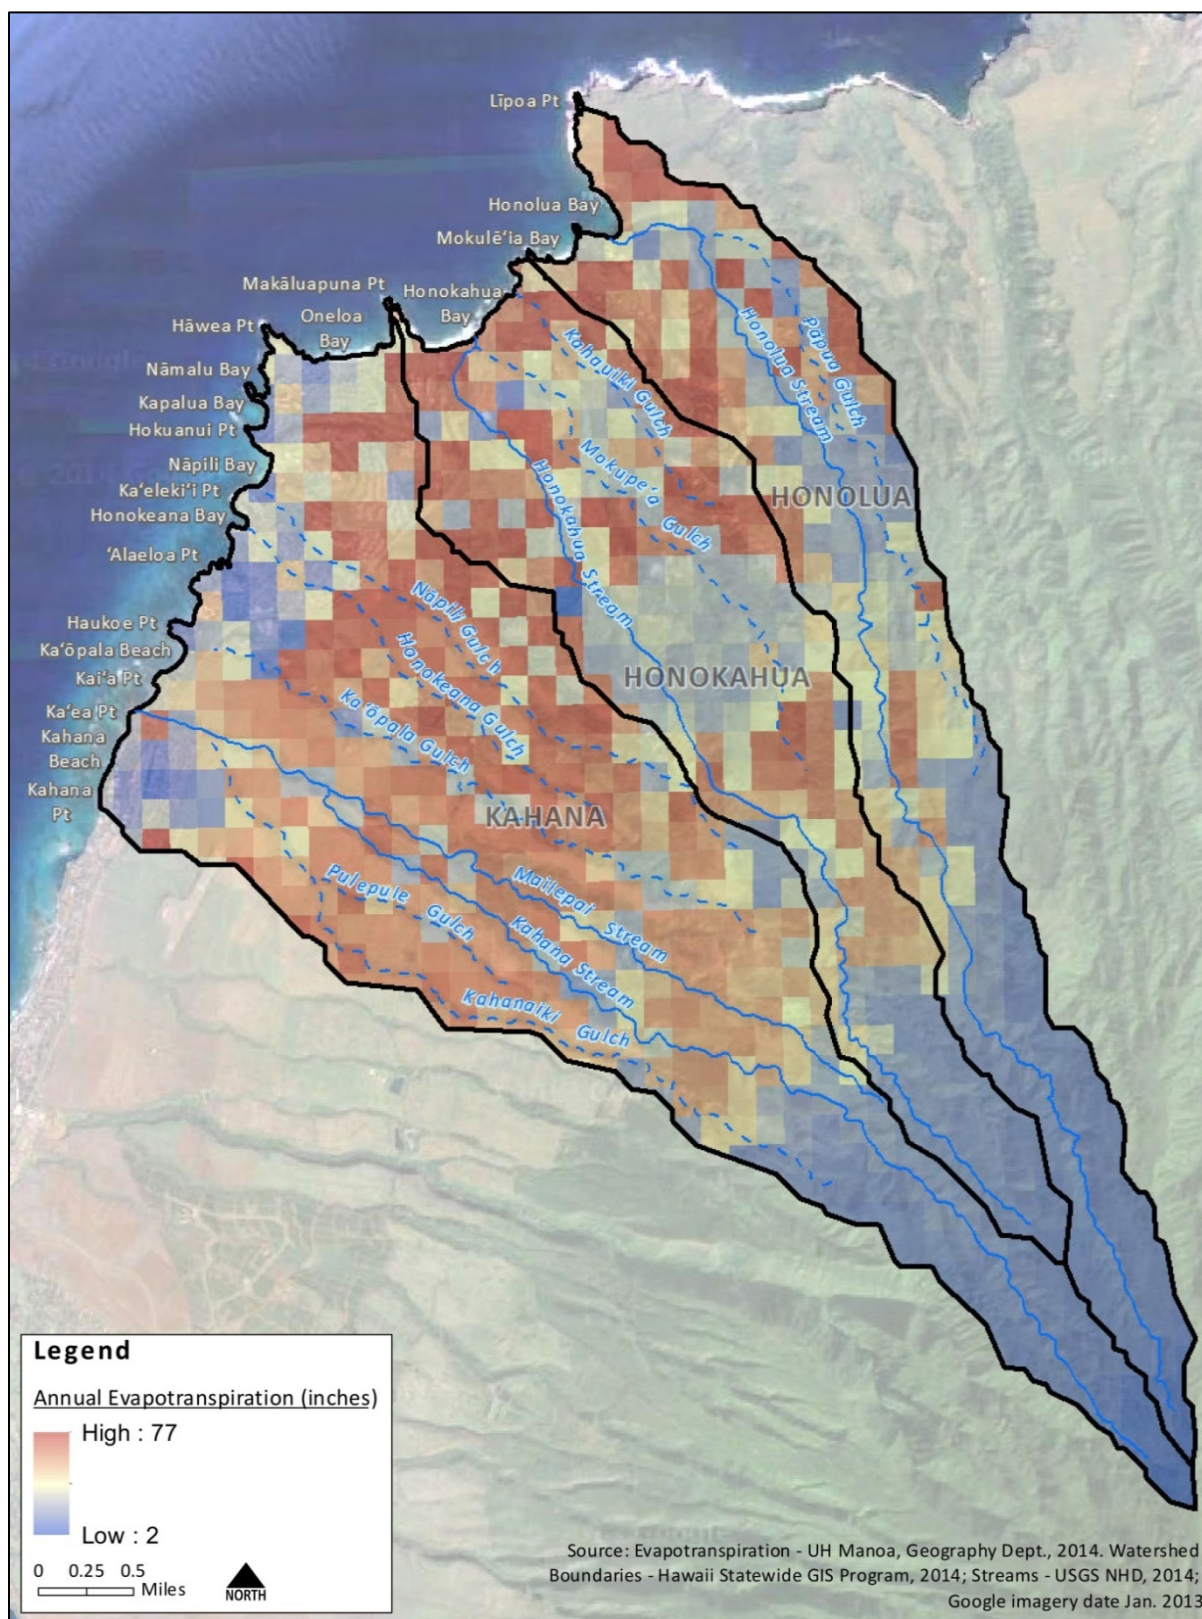 Līpoa Pt
Honolua Bay
Mokulē‘ia Bay
Makāluapuna Pt
Honokahua
Bay
Oneloa
Bay
Hāwea Pt
Nāmalu Bay
Kapalua Bay
Hokuanui Pt
Nāpili Bay
Ka‘eleki‘i Pt
Honokeana Bay
‘Alaeloa Pt
Haukoe Pt
Ka‘ōpala Beach
Kai‘a Pt
Ka‘ea Pt
Kahana
Beach
Kahana
Pt
Pāpua Gulch
Honolua Stream
Kahauiki Gulch
Mokupe‘a Gulch
Honokahua Stream
HONOLUA
HONOKAHUA
Nāpili Gulch
Honokeana Gulch
Ka‘ōpala Gulch
KAHANA
Mailepai Stream
Kahana Stream
Pulepule Gulch
Kahanaiki Gulch
Legend
Annual Evapotranspiration (inches)
High : 77
Low : 2
0 0.25 0.5
Miles
NORTH
Source: Evapotranspiration - UH Manoa, Geography Dept., 2014. Watershed
Boundaries - Hawaii Statewide GIS Program, 2014; Streams - USGS NHD, 2014;
Google imagery date Jan. 2013